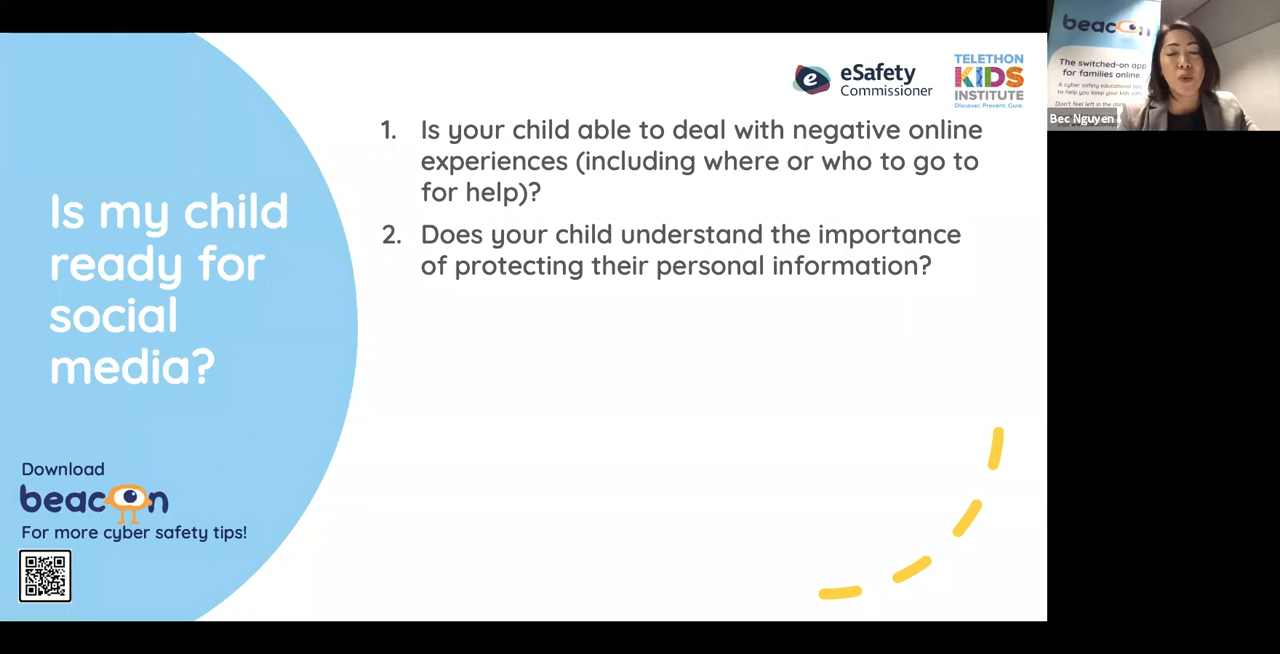 Is my child
ready for
social
media?
Download
beacon
For more cyber safety tips!
eSafety
Commissioner
TELETHON
KIDS
INSTITUTE
Discover. Prevent. Cure.
1. Is your child able to deal with negative online
experiences (including where or who to go to
for help)?
2. Does your child understand the importance
of protecting their personal information?
beacon
The switched-on app
for families online.
A cyber safety educational
to help you keep your kids
Don't feel left in the
Bec Nguyen